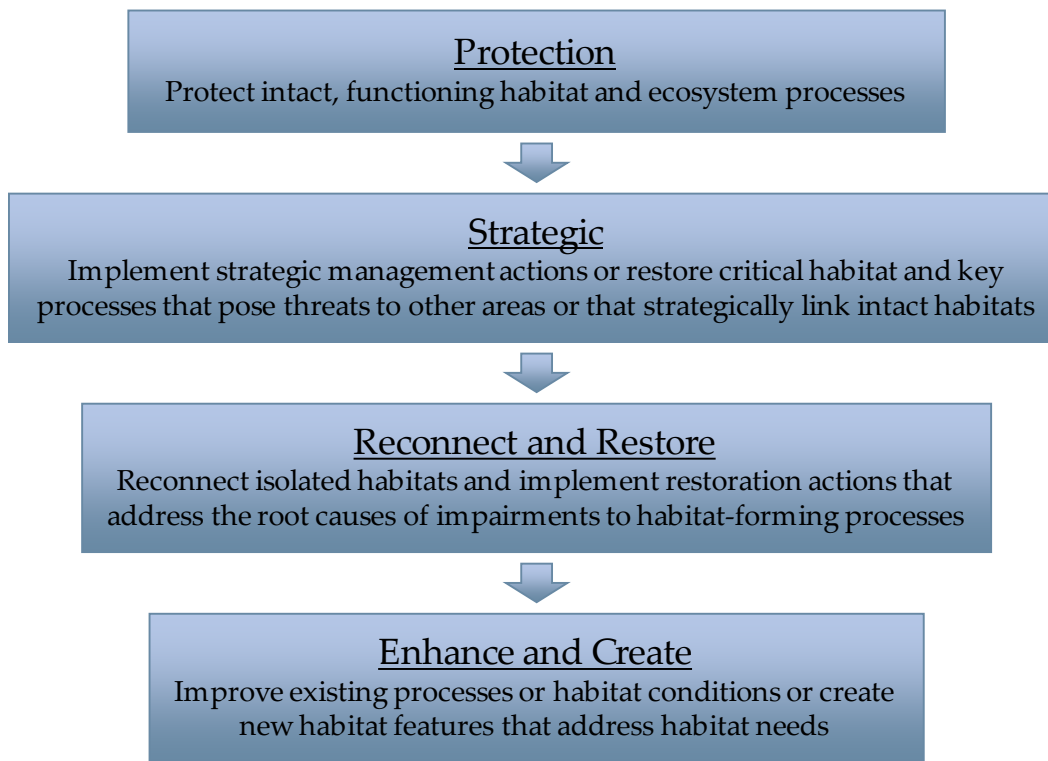 Protection
Protect intact, functioning habitat and ecosystem processes
Strategic
Implement strategic management actions or restore critical habitat and key
processes that pose threats to other areas or that strategically link intact habitats
Reconnect and Restore
Reconnect isolated habitats and implement restoration actions that
address the root causes of impairments to habitat-forming processes
Enhance and Create
Improve existing processes or habitat conditions or create
new habitat features that address habitat needs